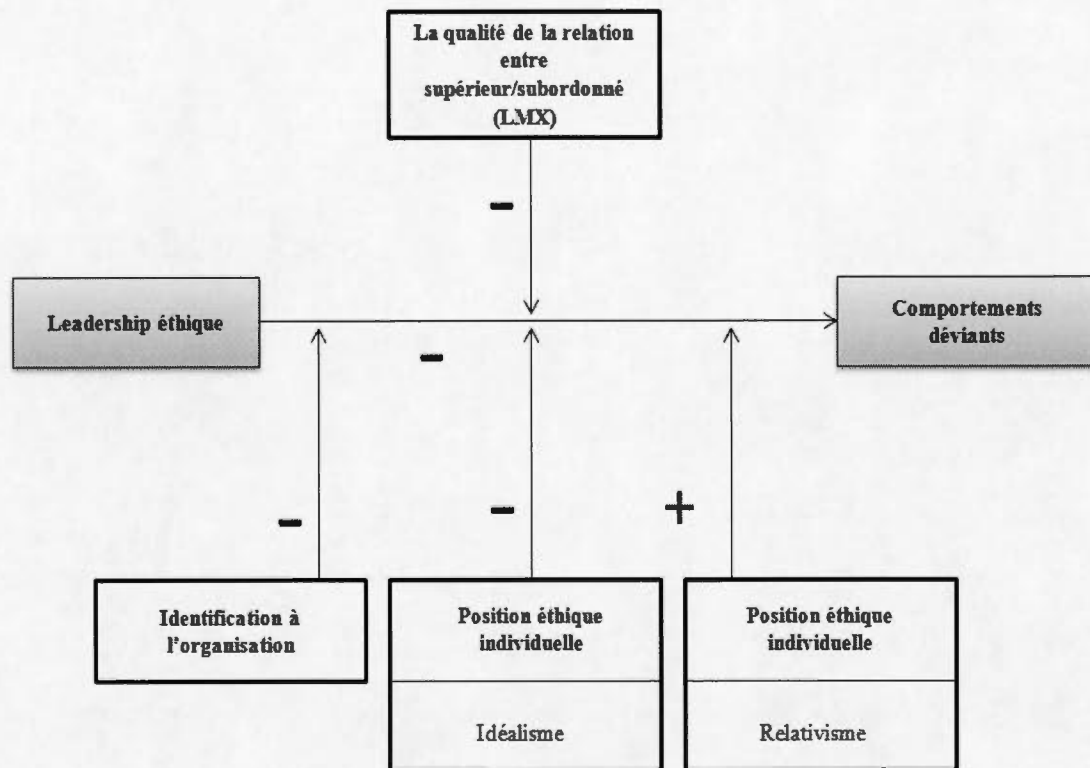 La qualité de la relation
entre
supérieur/subordonné
(LMX)
-
Leadership éthique
Comportements
déviants
-
-
-
+
Identification à
l'organisation
Position éthique
individuelle
Idéalisme
Position éthique
individuelle
Relativisme